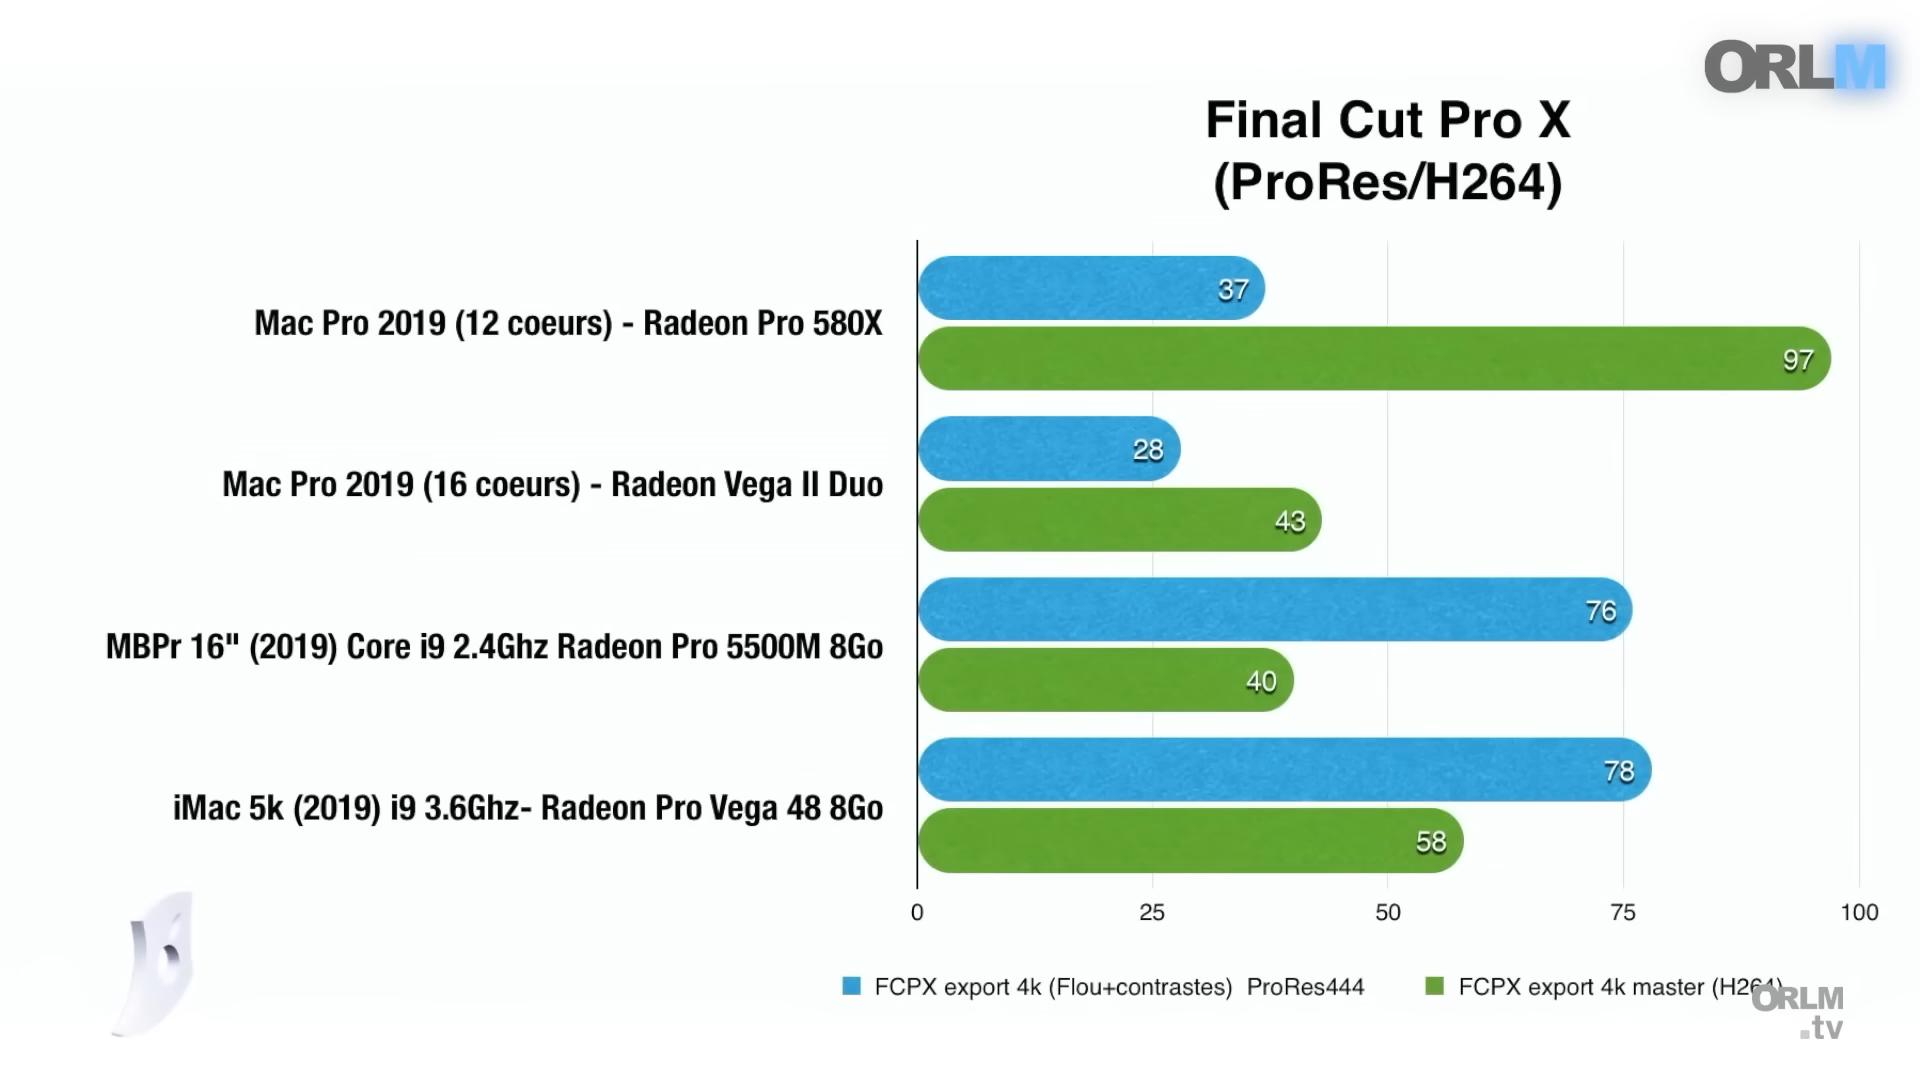 ORLM
Final Cut Pro X
(ProRes/H264)
Mac Pro 2019 (12 coeurs) - Radeon Pro 580X
37
97
Mac Pro 2019 (16 coeurs) - Radeon Vega II Duo
28
43
MBPr 16" (2019) Core i9 2.4Ghz Radeon Pro 5500M 8Go
76
40
iMac 5k (2019) i9 3.6Ghz- Radeon Pro Vega 48 8Go
78
58
0 25 50 75 100
FCPX export 4k (Flou+contrastes) ProRes444 FCPX export 4k master (H264)
ORLM
.tv